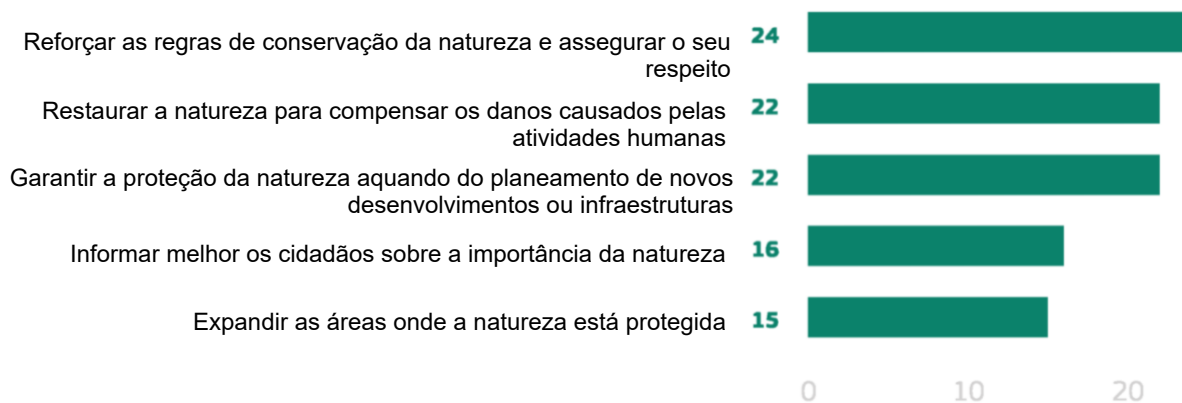 Reforçar as regras de conservação da natureza e assegurar o seu 24
respeito
Restaurar a natureza para compensar os danos causados pelas 22
atividades humanas
Garantir a proteção da natureza aquando do planeamento de novos 22
desenvolvimentos ou infraestruturas
Informar melhor os cidadãos sobre a importância da natureza 16
Expandir as áreas onde a natureza está protegida 15
0 10 20